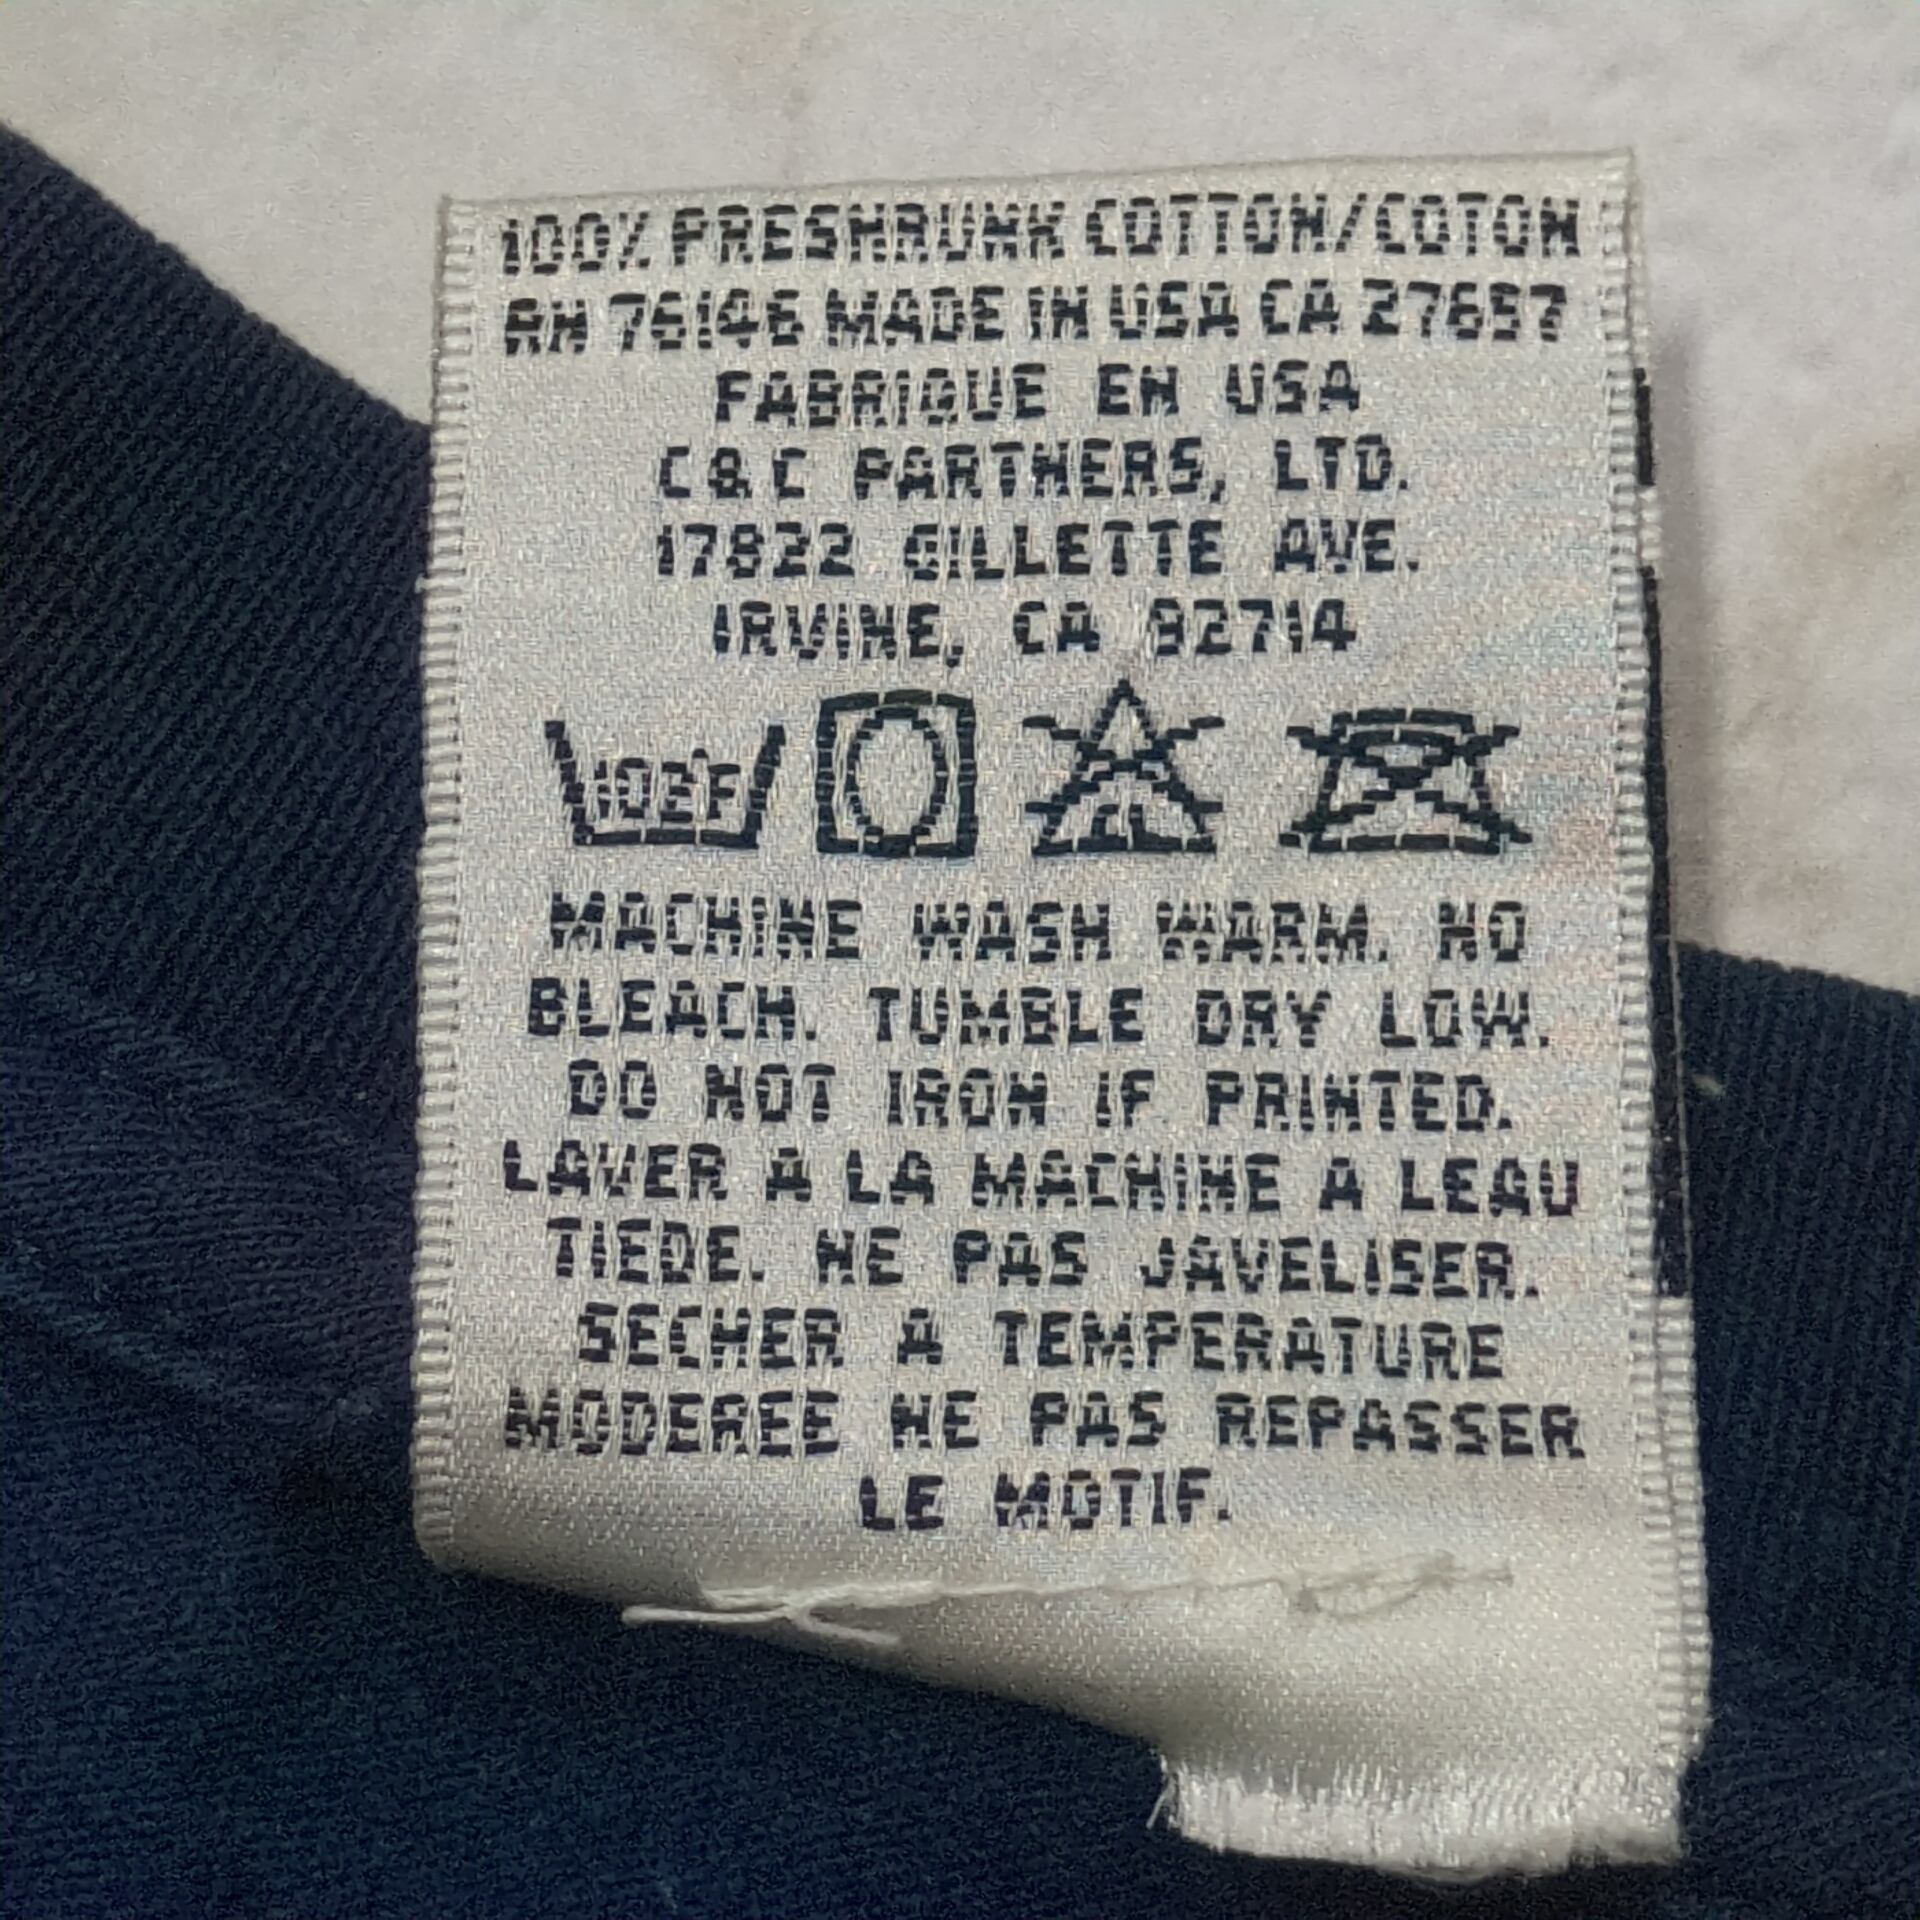 100% PRESHRUNK COTTON/COTON
RN 76146 MADE IN USA CA 27657
FABRIQUE EN USA
C&C PARTNERS, LTD.
17822 GILLETTE AVE.
IRVINE, CA 92714
102°F
CL
MACHINE WASH WARM. NO
BLEACH. TUMBLE DRY LOW.
DO NOT IRON IF PRINTED.
LAVER A LA MACHINE A LEAU
TIEDE. NE PAS JAVELISER.
SECHER A TEMPERATURE
MODEREE NE PAS REPASSER
LE MOTIF.